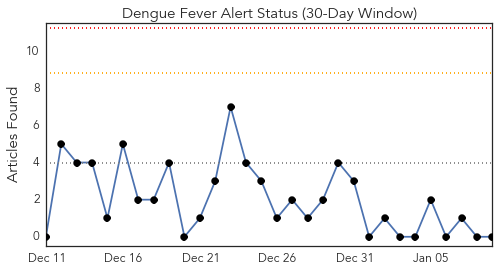 Dengue Fever Alert Status (30-Day Window)
Articles Found
10
8
6
4
2
0
Dec 11 Dec 16 Dec 21 Dec 26 Dec 31 Jan 05